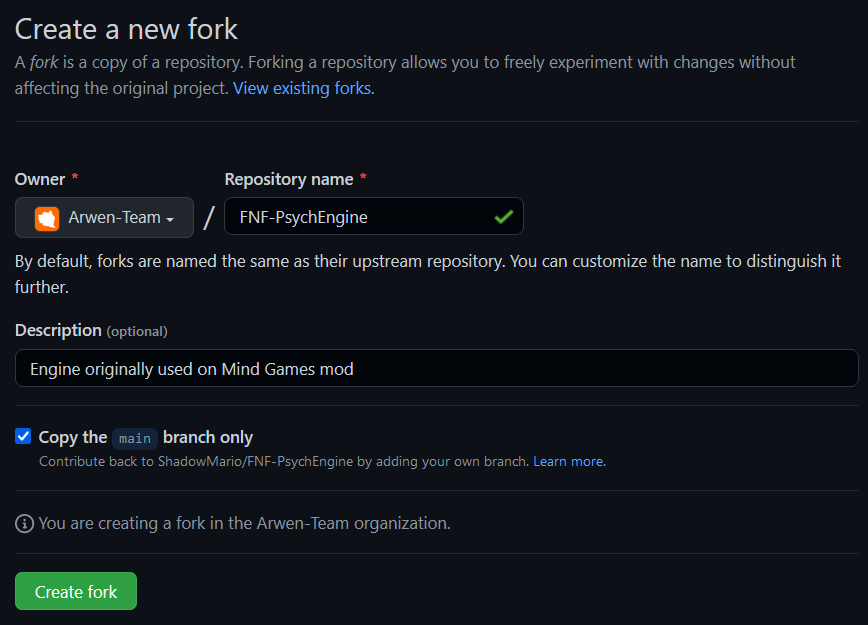 Create a new fork
A fork is a copy of a repository. Forking a repository allows you to freely experiment with changes without
affecting the original project. View existing forks.
Owner * Repository name *
Arwen-Team / FNF-PsychEngine
By default, forks are named the same as their upstream repository. You can customize the name to distinguish it
further.
Description (optional)
Engine originally used on Mind Games mod
Copy the main branch only
Contribute back to ShadowMario/FNF-PsychEngine by adding your own branch. Learn more.
You are creating a fork in the Arwen-Team organization.
Create fork